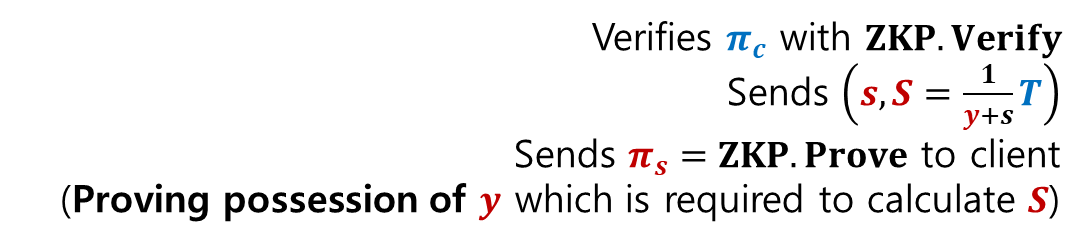 Verifies π_c with ZKP.Verify
Sends (s, S = 1/(y+s) T)
Sends π_s = ZKP.Prove to client
(Proving possession of y which is required to calculate S)